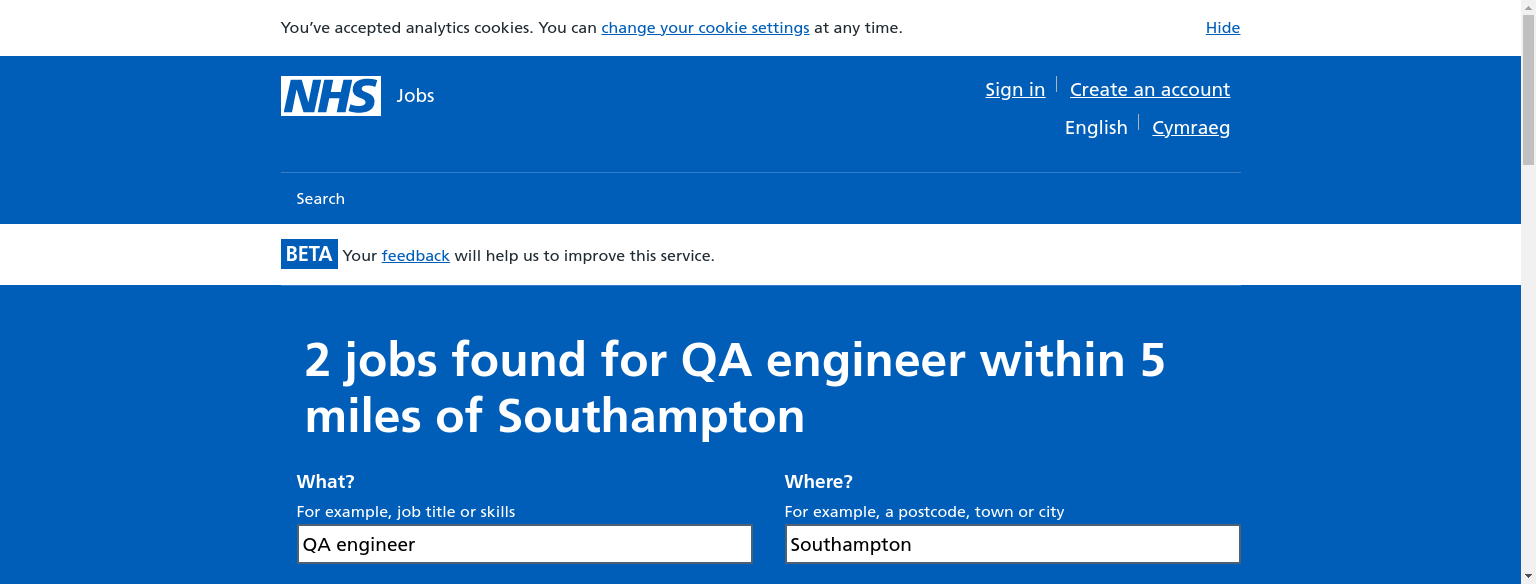 You’ve accepted analytics cookies. You can change your cookie settings at any time.
Hide
NHS Jobs
Sign in
Create an account
English
Cymraeg
Search
BETA Your feedback will help us to improve this service.
2 jobs found for QA engineer within 5
miles of Southampton
What?
For example, job title or skills
QA engineer
Where?
For example, a postcode, town or city
Southampton